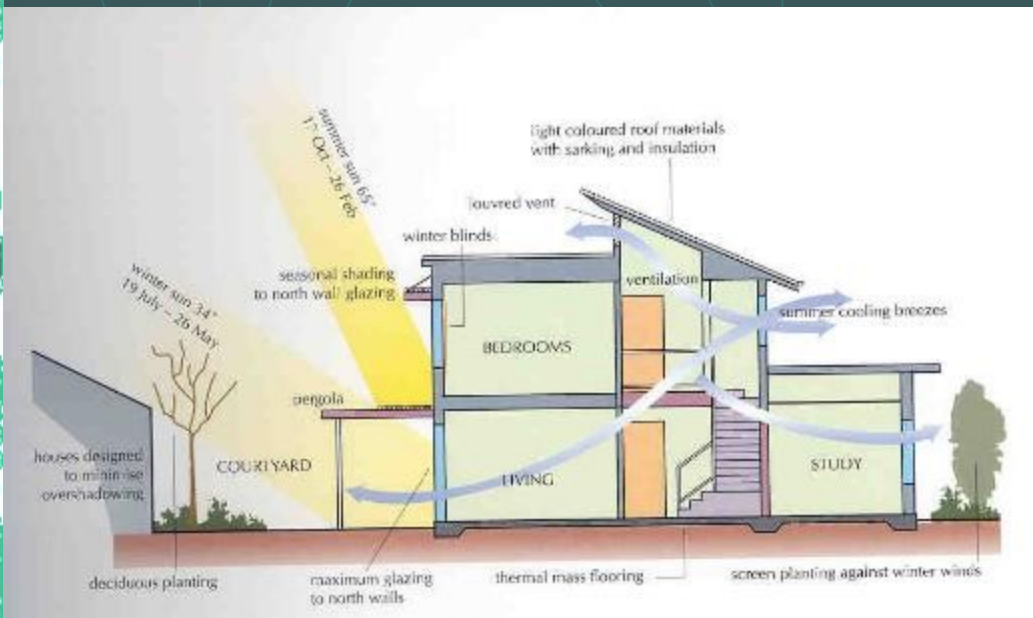 summer sun 65°
17 Oct – 26 Feb
light coloured roof materials
with sarking and insulation
louvred vent
winter blinds
seasonal shading
to north wall glazing
ventilation
winter sun 34°
19 July – 26 May
summer cooling breezes
BEDROOMS
pergola
houses designed
to minimise
overshadowing
COURTYARD
LIVING
STUDY
deciduous planting
maximum glazing
to north walls
thermal mass flooring
screen planting against winter winds